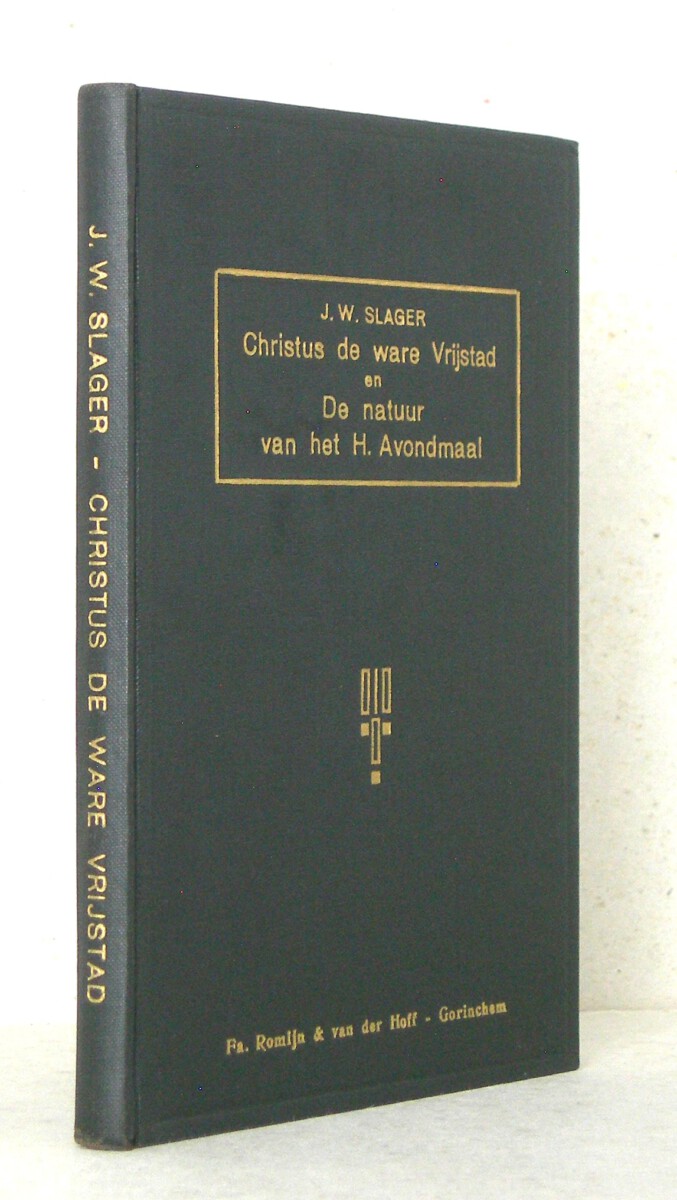 J. W. SLAGER - CHRISTUS DE WARE VRIJSTAD
J. W. SLAGER
Christus de ware Vrijstad
en
De natuur
van het H. Avondmaal
Fa. Romijn & van der Hoff - Gorinchem